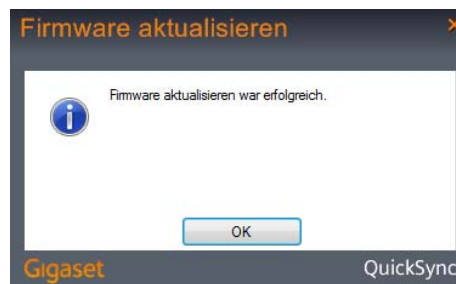 Firmware aktualisieren
Firmware aktualisieren war erfolgreich.
OK
Gigaset QuickSync